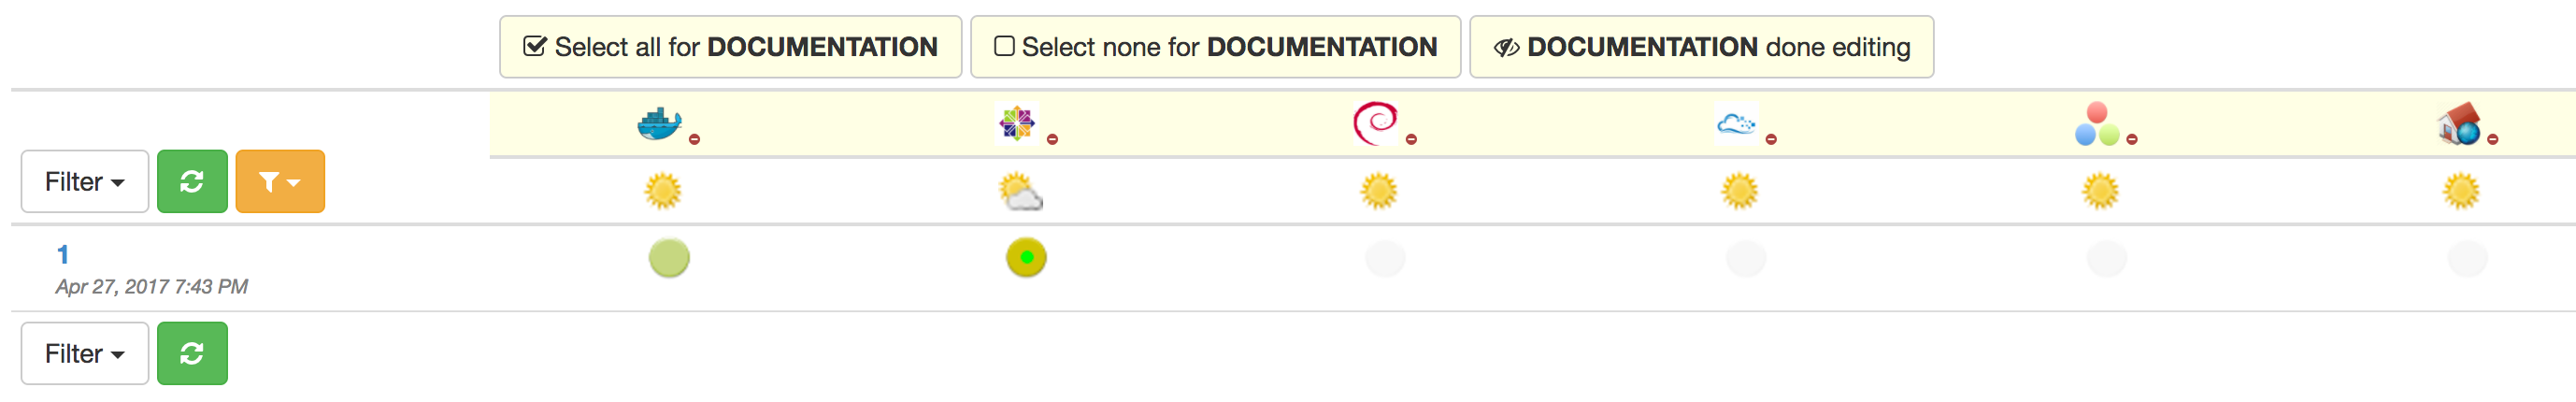 Select all for DOCUMENTATION
Select none for DOCUMENTATION
DOCUMENTATION done editing
Filter
1
Apr 27, 2017 7:43 PM
Filter